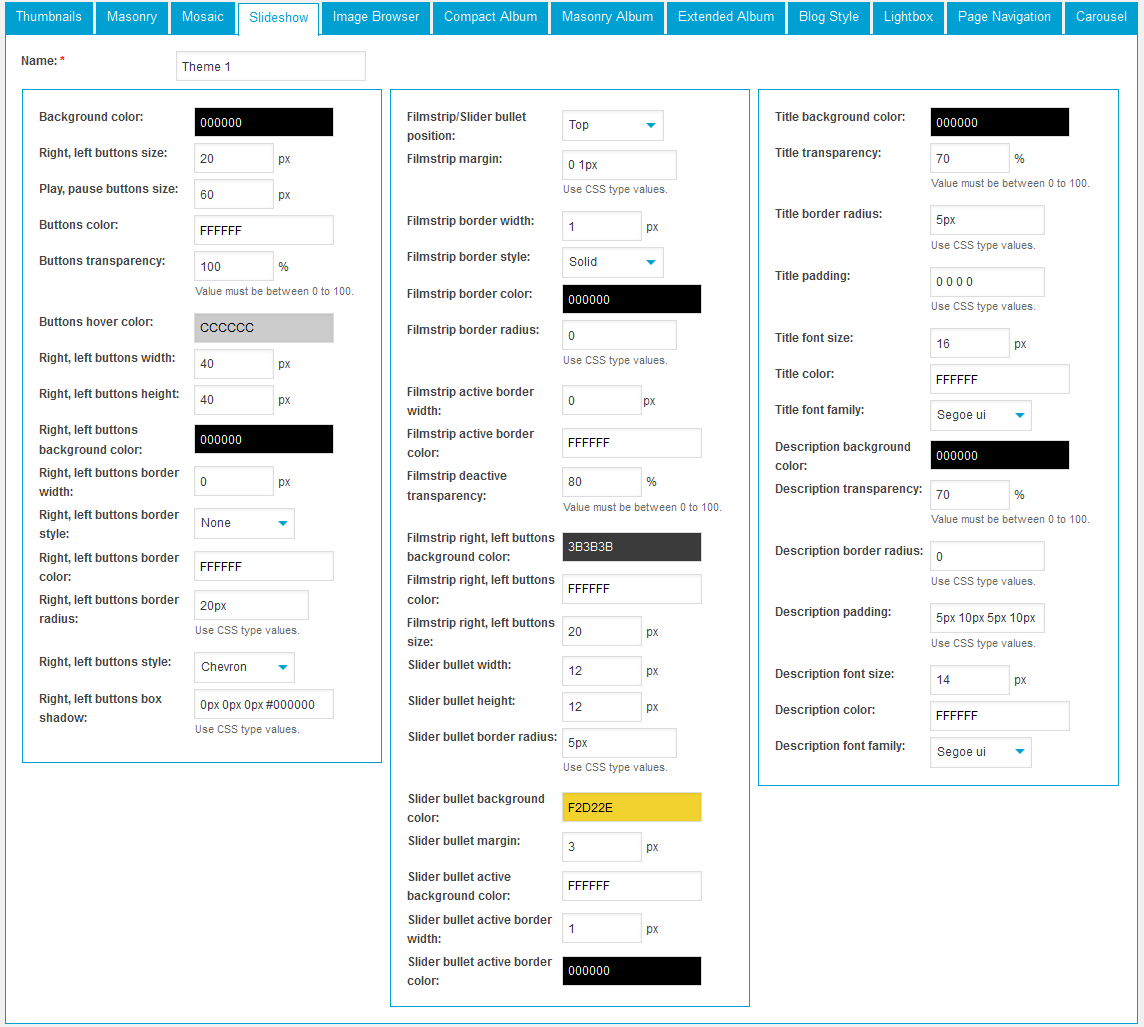 Thumbnails Masonry Mosaic Slideshow Image Browser Compact Album Masonry Album Extended Album Blog Style Lightbox Page Navigation Carousel
Name: * Theme 1
Background color: 000000
Right, left buttons size: 20 px
Play, pause buttons size: 60 px
Buttons color: FFFFFF
Buttons transparency: 100 %
Value must be between 0 to 100.
Buttons hover color: CCCCCC
Right, left buttons width: 40 px
Right, left buttons height: 40 px
Right, left buttons
background color: 000000
Right, left buttons border
width: 0 px
Right, left buttons border
style: None
Right, left buttons border
color: FFFFFF
Right, left buttons border
radius: 20px
Use CSS type values.
Right, left buttons style: Chevron
Right, left buttons box
shadow: 0px 0px 0px #000000
Use CSS type values.
Filmstrip/Slider bullet
position: Top
Filmstrip margin: 0 1px
Use CSS type values.
Filmstrip border width: 1 px
Filmstrip border style: Solid
Filmstrip border color: 000000
Filmstrip border radius: 0
Use CSS type values.
Filmstrip active border
width: 0 px
Filmstrip active border
color: FFFFFF
Filmstrip deactive
transparency: 80 %
Value must be between 0 to 100.
Filmstrip right, left buttons
background color: 3B3B3B
Filmstrip right, left buttons
color: FFFFFF
Filmstrip right, left buttons
size: 20 px
Slider bullet width: 12 px
Slider bullet height: 12 px
Slider bullet border radius: 5px
Use CSS type values.
Slider bullet background
color: F2D22E
Slider bullet margin: 3 px
Slider bullet active
background color: FFFFFF
Slider bullet active border
width: 1 px
Slider bullet active border
color: 000000
Title background color: 000000
Title transparency: 70 %
Value must be between 0 to 100.
Title border radius: 5px
Use CSS type values.
Title padding: 0 0 0 0
Use CSS type values.
Title font size: 16 px
Title color: FFFFFF
Title font family: Segoe ui
Description background
color: 000000
Description transparency: 70 %
Value must be between 0 to 100.
Description border radius: 0
Use CSS type values.
Description padding: 5px 10px 5px 10px
Use CSS type values.
Description font size: 14 px
Description color: FFFFFF
Description font family: Segoe ui